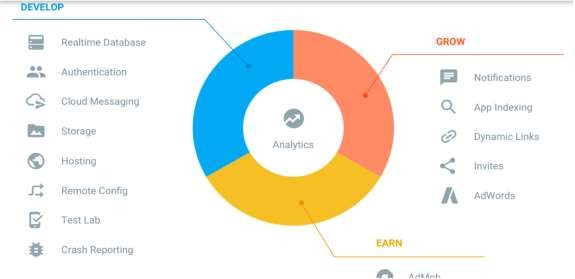 DEVELOP
Realtime Database
Authentication
Cloud Messaging
Storage
Hosting
Remote Config
Test Lab
Crash Reporting
Analytics
GROW
Notifications
App Indexing
Dynamic Links
Invites
AdWords
EARN
AdMob